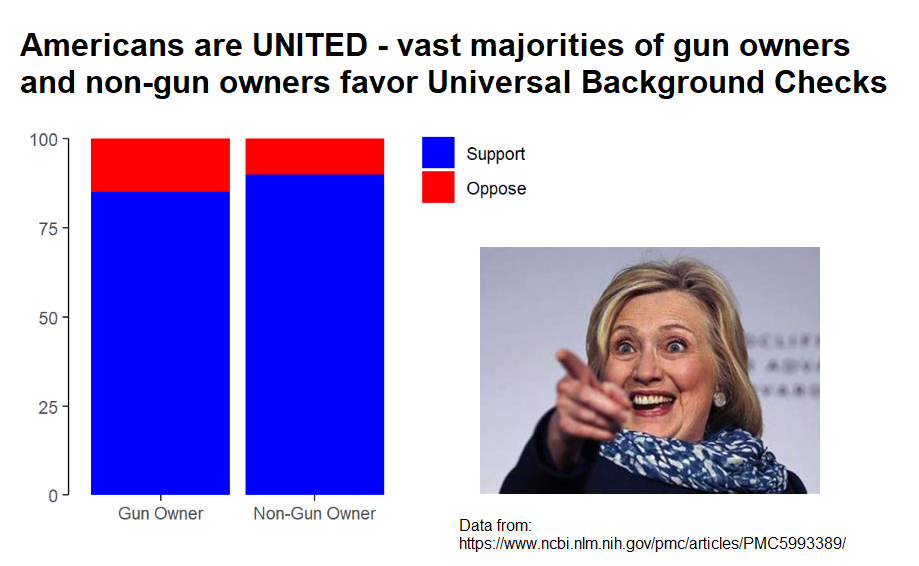 Americans are UNITED - vast majorities of gun owners
and non-gun owners favor Universal Background Checks
100
75
50
25
0
Gun Owner
Non-Gun Owner
Support
Oppose
Data from:
https://www.ncbi.nlm.nih.gov/pmc/articles/PMC5993389/